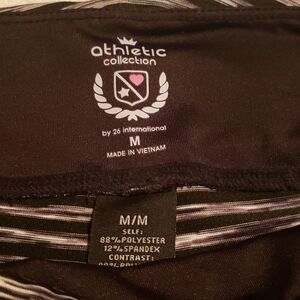 athletic
collection
by 26 international
M
MADE IN VIETNAM
M/M
SELF:
88% POLYESTER
12% SPANDEX
CONTRAST: